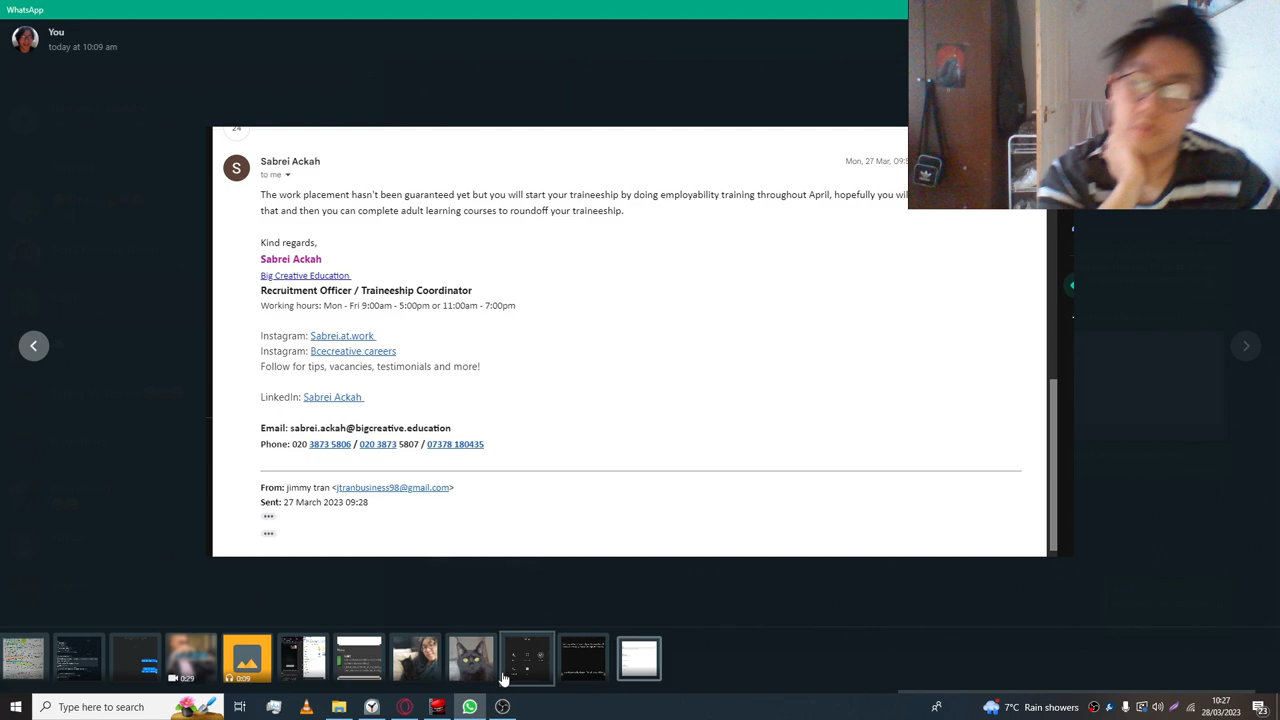 WhatsApp
You
today at 10:09 am
24
Sabrei Ackah
Mon, 27 Mar, 09:5
to me
The work placement hasn't been guaranteed yet but you will start your traineeship by doing employability training throughout April, hopefully you wil
that and then you can complete adult learning courses to roundoff your traineeship.
Kind regards,
Sabrei Ackah
Big Creative Education
Recruitment Officer / Traineeship Coordinator
Working hours: Mon - Fri 9:00am - 5:00pm or 11:00am - 7:00pm
Instagram: Sabrei.at.work
Instagram: Bcecreative careers
Follow for tips, vacancies, testimonials and more!
LinkedIn: Sabrei Ackah
Email: sabrei.ackah@bigcreative.education
Phone: 020 3873 5806 / 020 3873 5807 / 07378 180435
From: jimmy tran <jtranbusiness98@gmail.com>
Sent: 27 March 2023 09:28
0:29
0:09
Type here to search
7°C Rain showers
10:27
28/03/2023